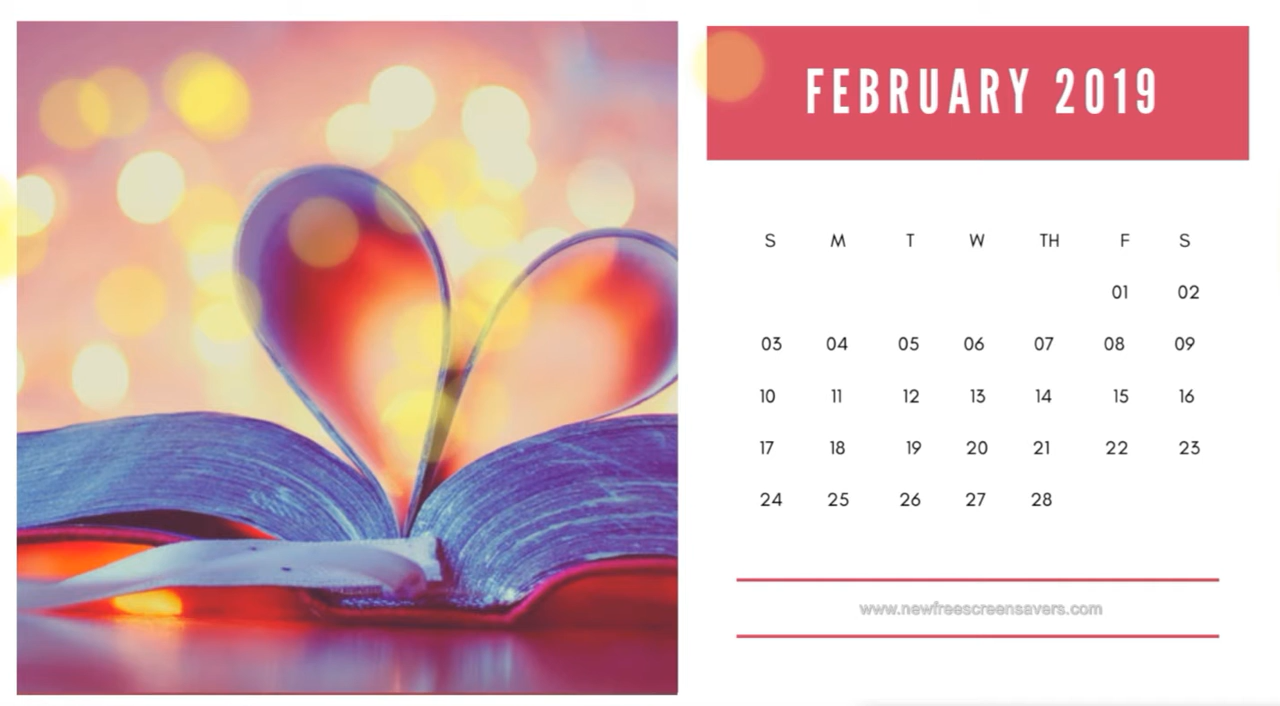 FEBRUARY 2019
S M T W TH F S
01 02
03 04 05 06 07 08 09
10 11 12 13 14 15 16
17 18 19 20 21 22 23
24 25 26 27 28
www.newfreescreensavers.com